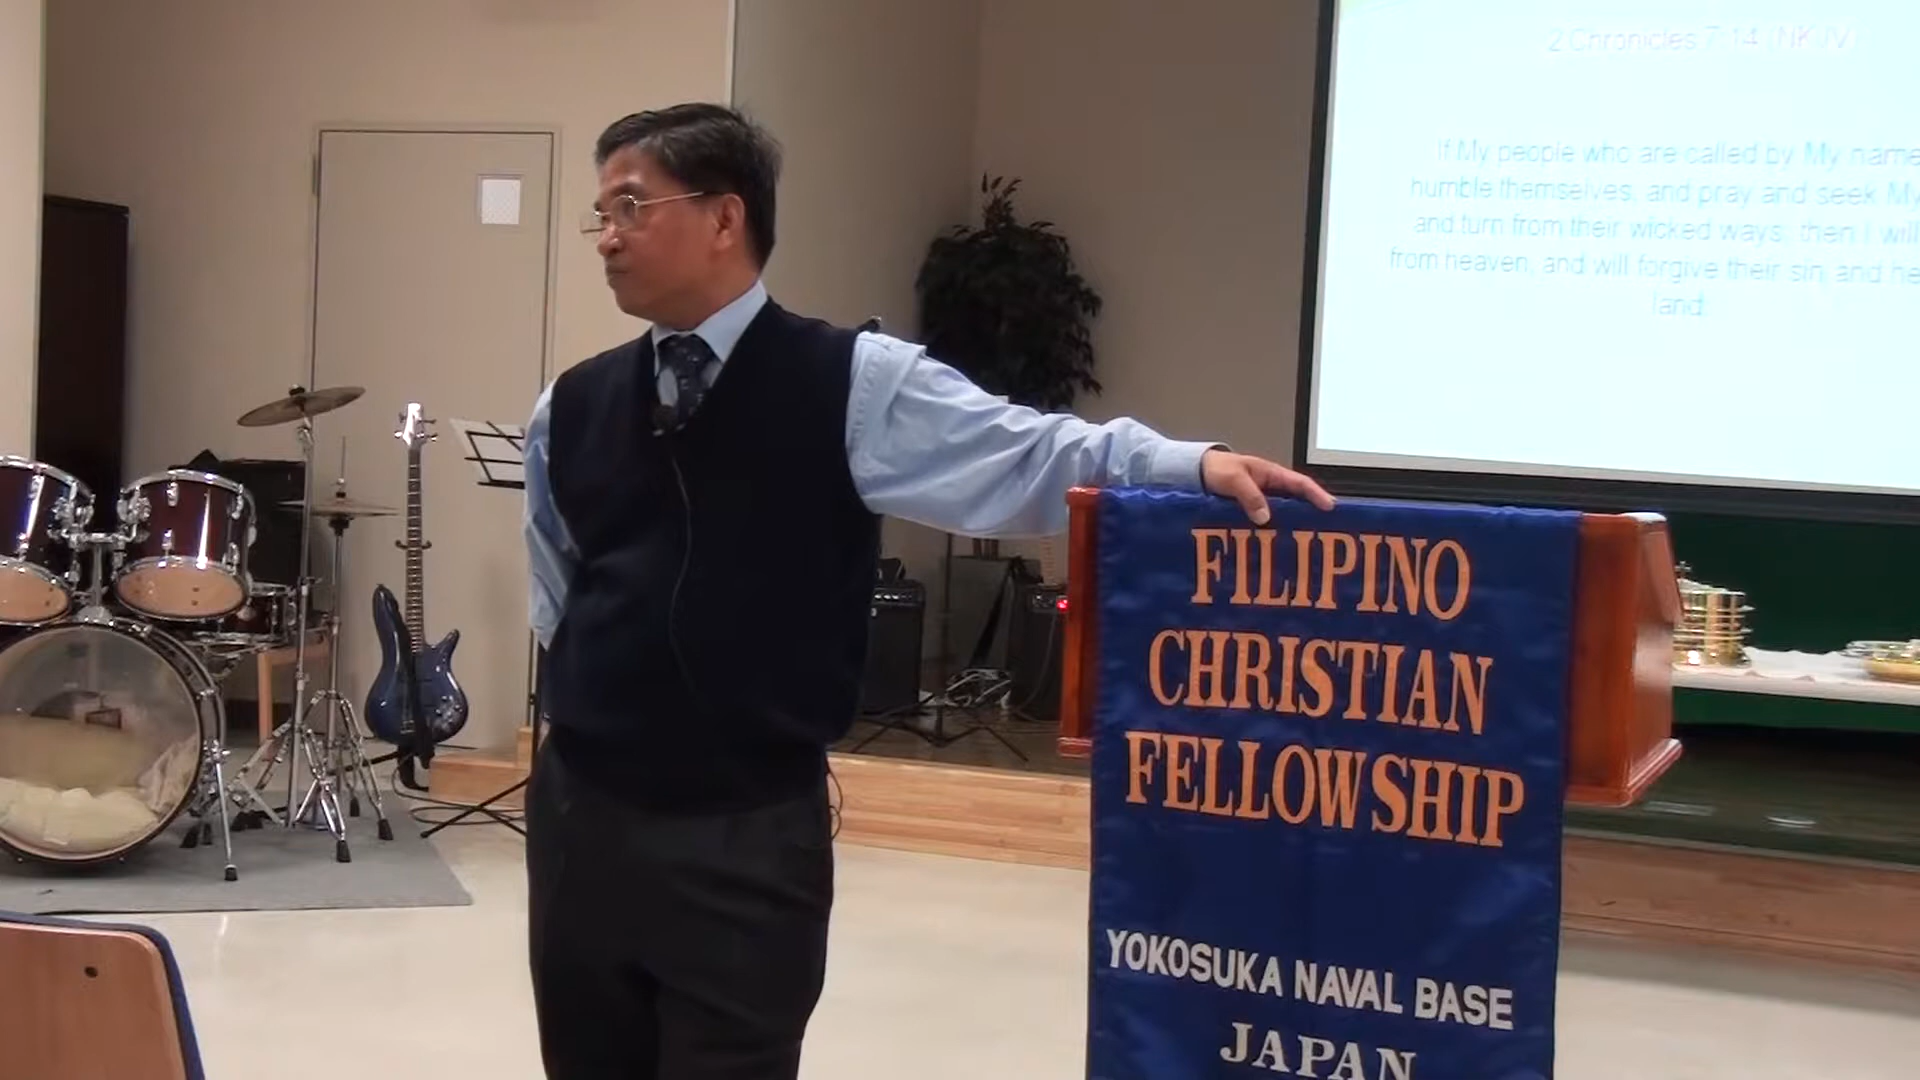 2 Chronicles 7:14 (NKJV)
If My people who are called by My name
humble themselves, and pray and seek My
and turn from their wicked ways, then I will
from heaven, and will forgive their sin and he
land.
FILIPINO
CHRISTIAN
FELLOWSHIP
YOKOSUKA NAVAL BASE
JAPAN